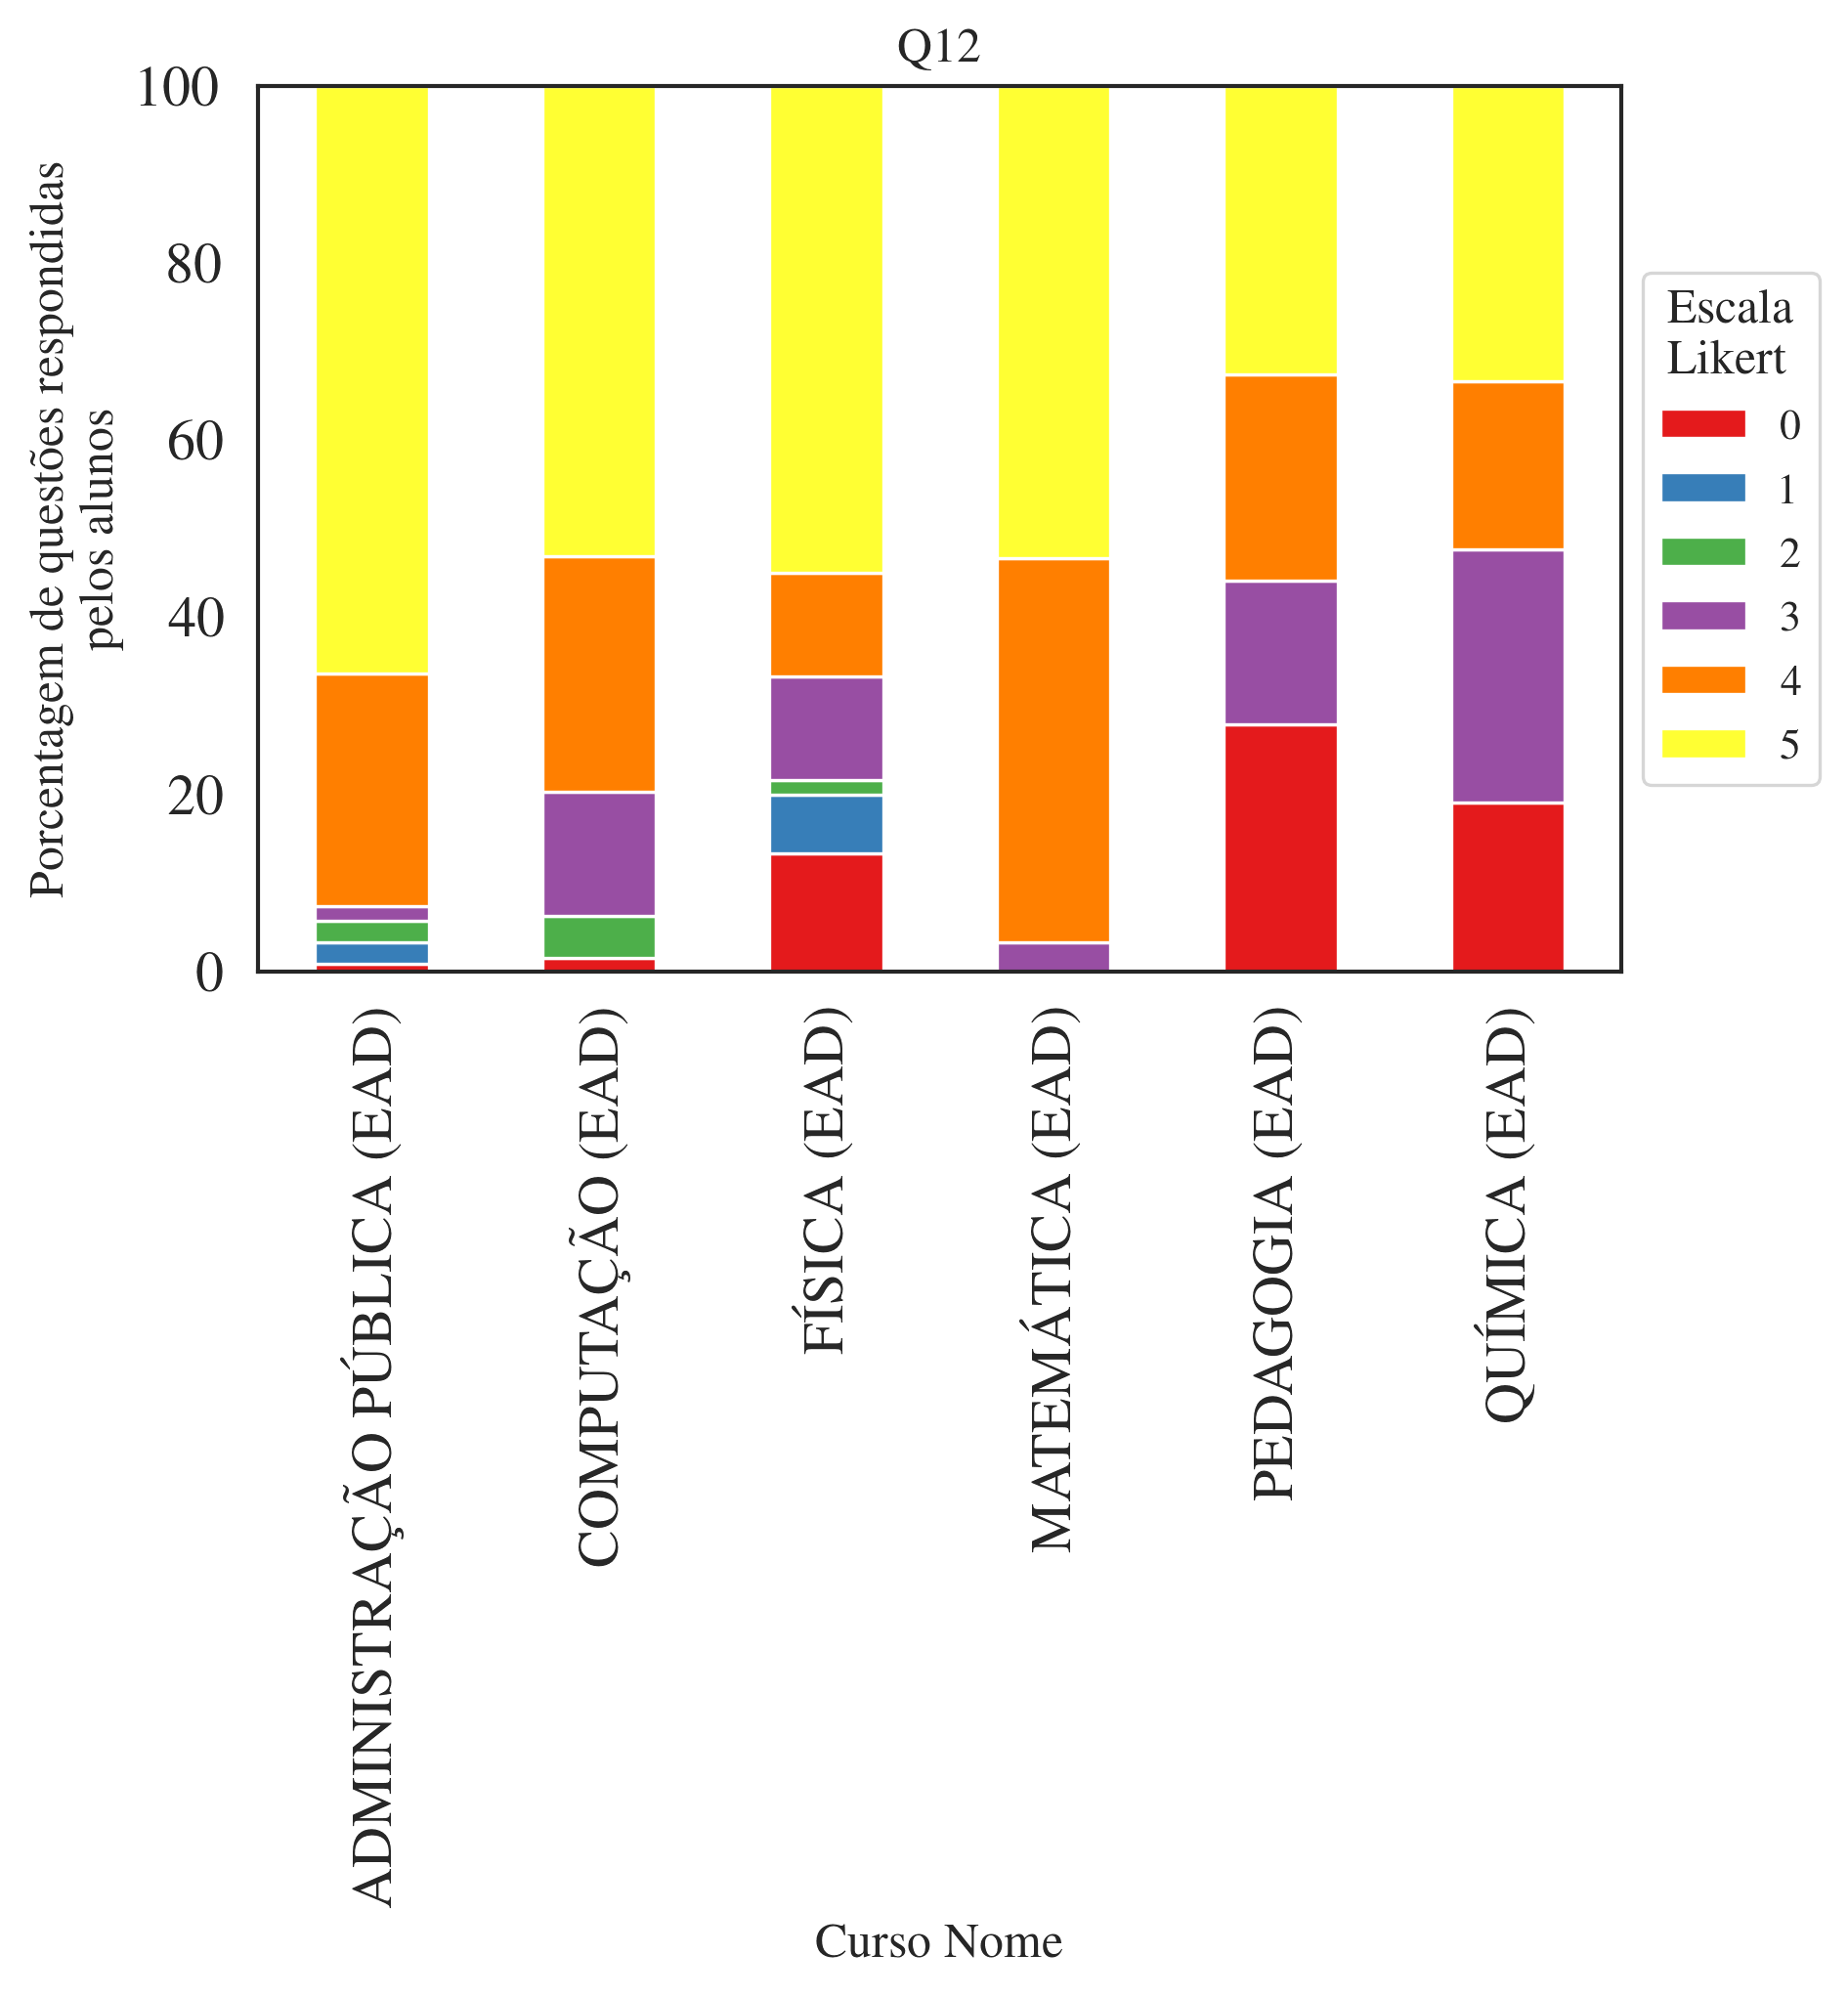 Q12
Porcentagem de questões respondidas
pelos alunos
100
80
60
40
20
0
Escala
Likert
0
1
2
3
4
5
ADMINISTRAÇÃO PÚBLICA (EAD)
COMPUTAÇÃO (EAD)
FÍSICA (EAD)
MATEMÁTICA (EAD)
PEDAGOGIA (EAD)
QUÍMICA (EAD)
Curso Nome